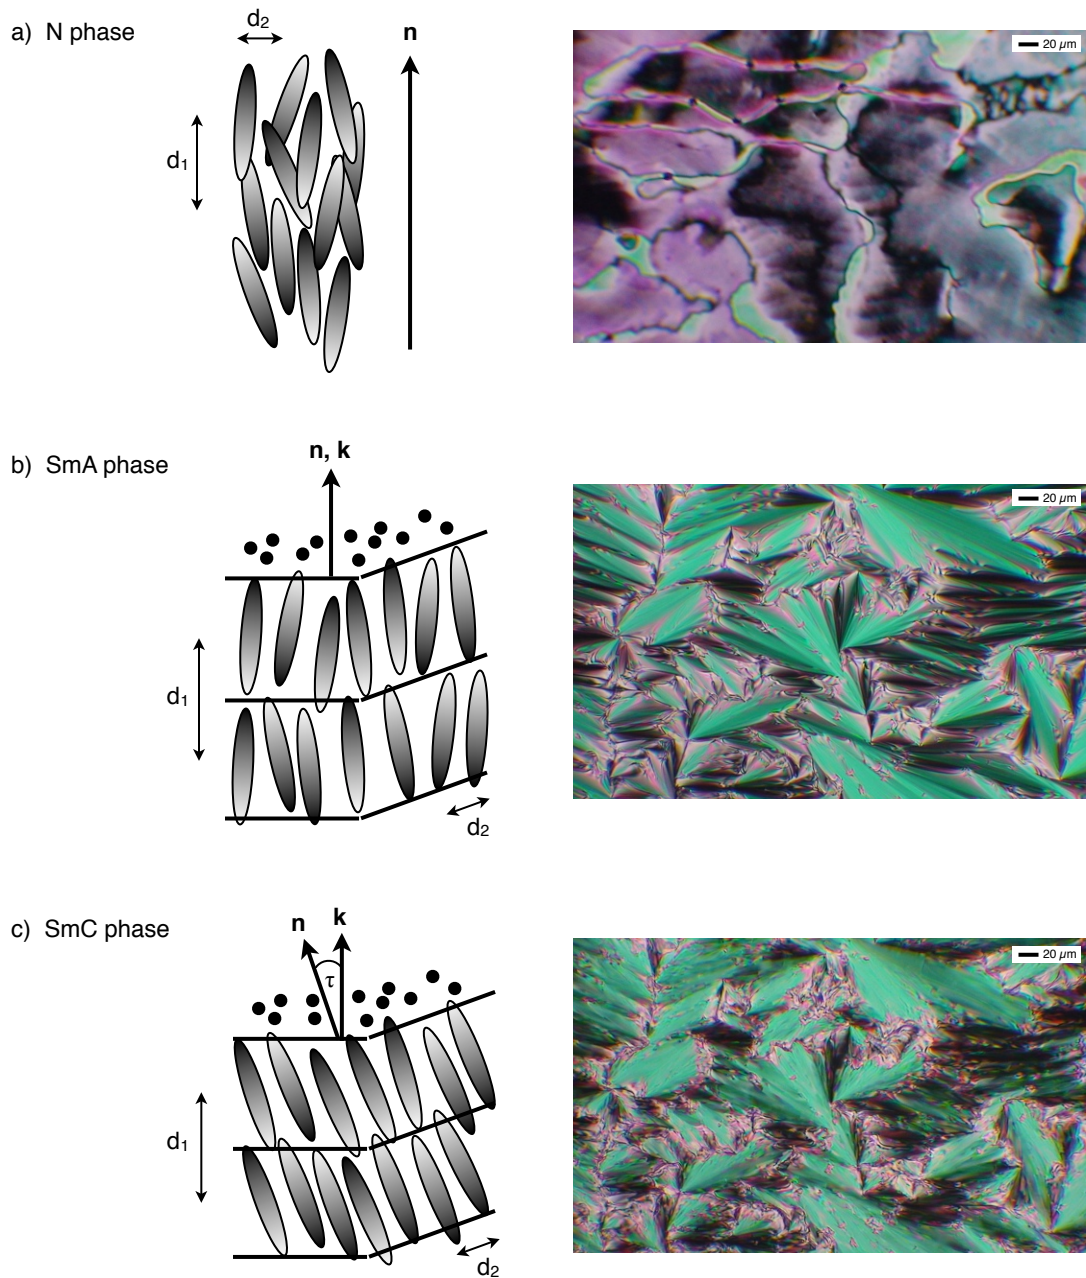 a) N phase
d2
n
d1
20 µm
b) SmA phase
n, k
d1
d2
20 µm
c) SmC phase
n
k
τ
d1
d2
20 µm